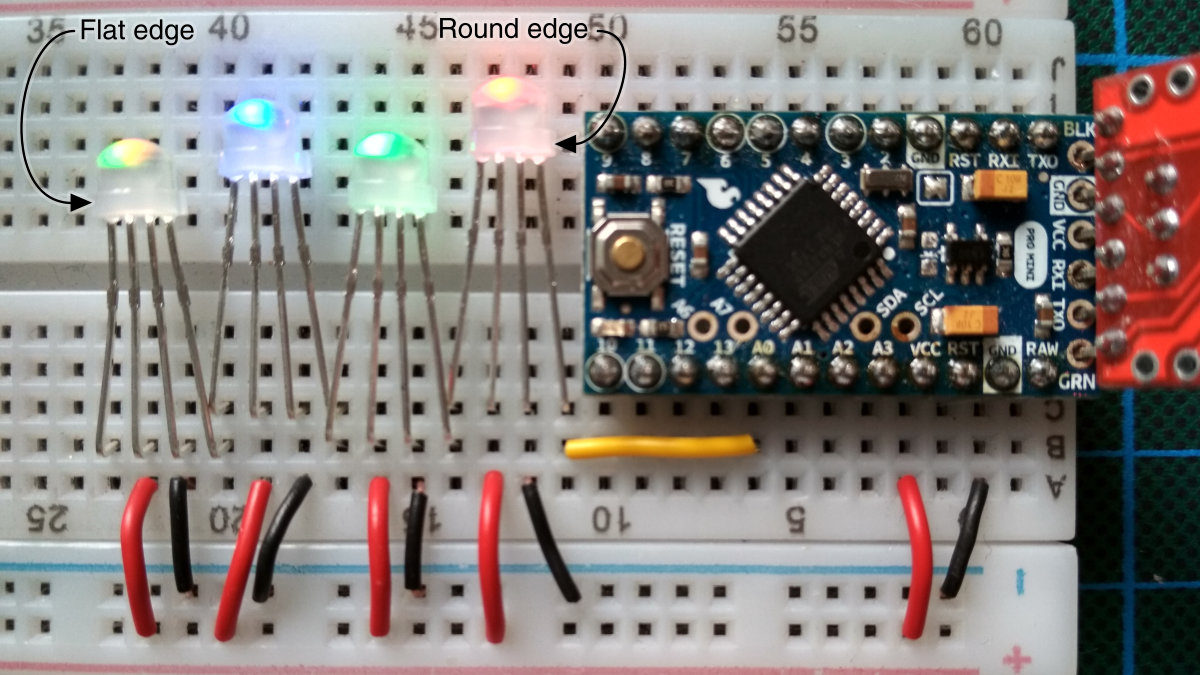 35 Flat edge 40 45 Round edge 50 55 60
J
9 8 7 6 5 4 3 2 GND RST RXI TXO BLK
GND
VCC
RESET
PRO MINI
RXI
A6 A7 SDA SCL
TXO
10 11 12 13 A0 A1 A2 A3 VCC RST GND RAW
GRN
C
B
A
25 20 15 10 5
-
+